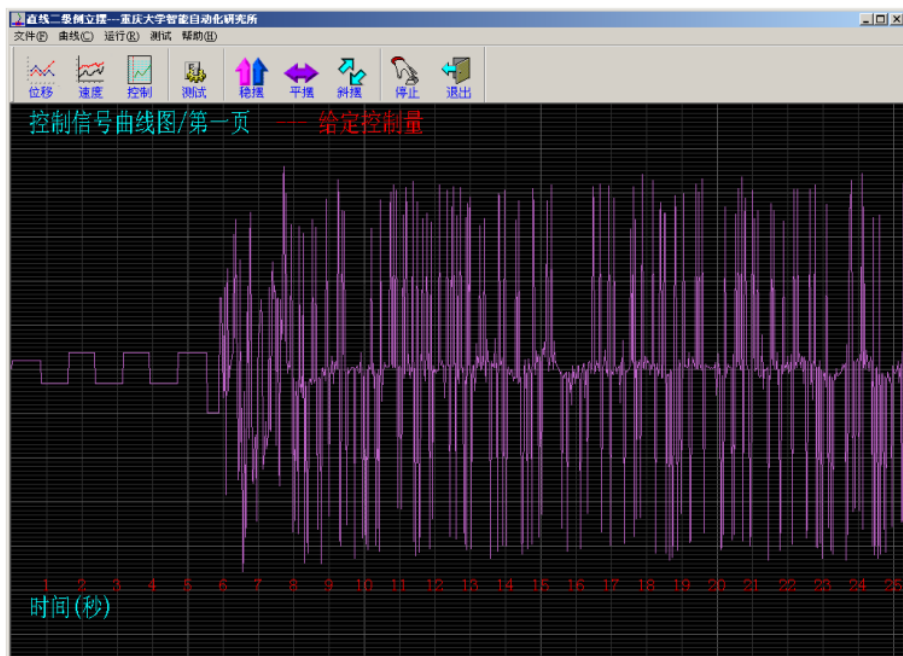 直线二级倒立摆---重庆大学智能自动化研究所
文件(F) 曲线(C) 运行(R) 测试 帮助(H)
位移 速度 控制 测试 稳摆 平摆 斜摆 停止 退出
控制信号曲线图/第一页 --- 给定控制量
1 2 3 4 5 6 7 8 9 10 11 12 13 14 15 16 17 18 19 20 21 22 23 24 25
时间(秒)